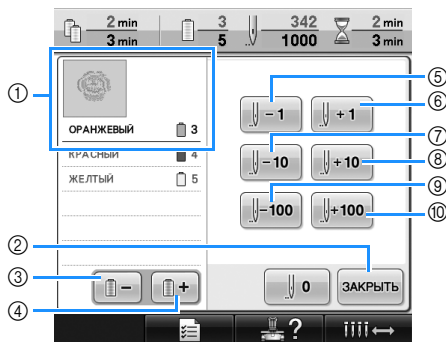 2 min 3 342 2 min
3 min 5 1000 3 min
① ⑤
- 1 + 1 ⑥
ОРАНЖЕВЫЙ 3
КРАСНЫЙ 4
⑦
- 10 + 10 ⑧
ЖЕЛТЫЙ 5
⑨
-100 +100 ⑩
②
③ - + 0 ЗАКРЫТЬ
④
?